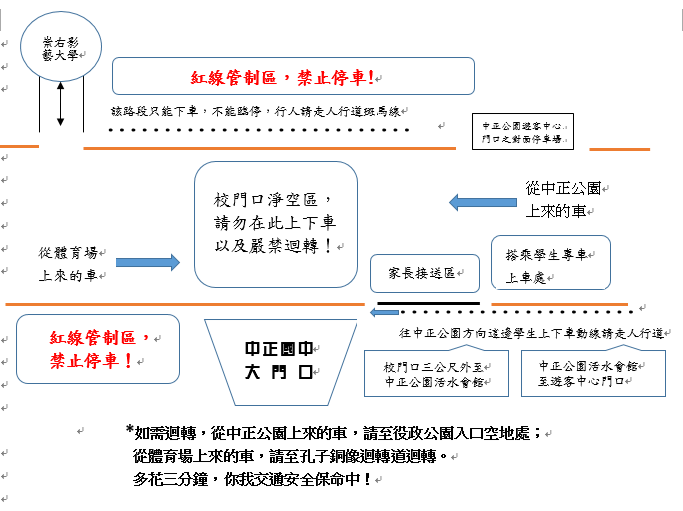 崇右影
藝大學
紅線管制區，禁止停車!
該路段只能下車，不能臨停，行人請走人行道斑馬線
中正公園遊客中心
門口之對面停車場
校門口淨空區，
請勿在此上下車
以及嚴禁迴轉！
從中正公園
上來的車
從體育場
上來的車
家長接送區
搭乘學生專車
上車處
往中正公園方向這邊學生上下車動線請走人行道
紅線管制區，
禁止停車！
中正國中
大 門 口
校門口三公尺外至
中正公園活水會館
中正公園活水會館
至遊客中心門口
*如需迴轉，從中正公園上來的車，請至役政公園入口空地處；
從體育場上來的車，請至孔子銅像迴轉道迴轉。
多花三分鐘，你我交通安全保命中！